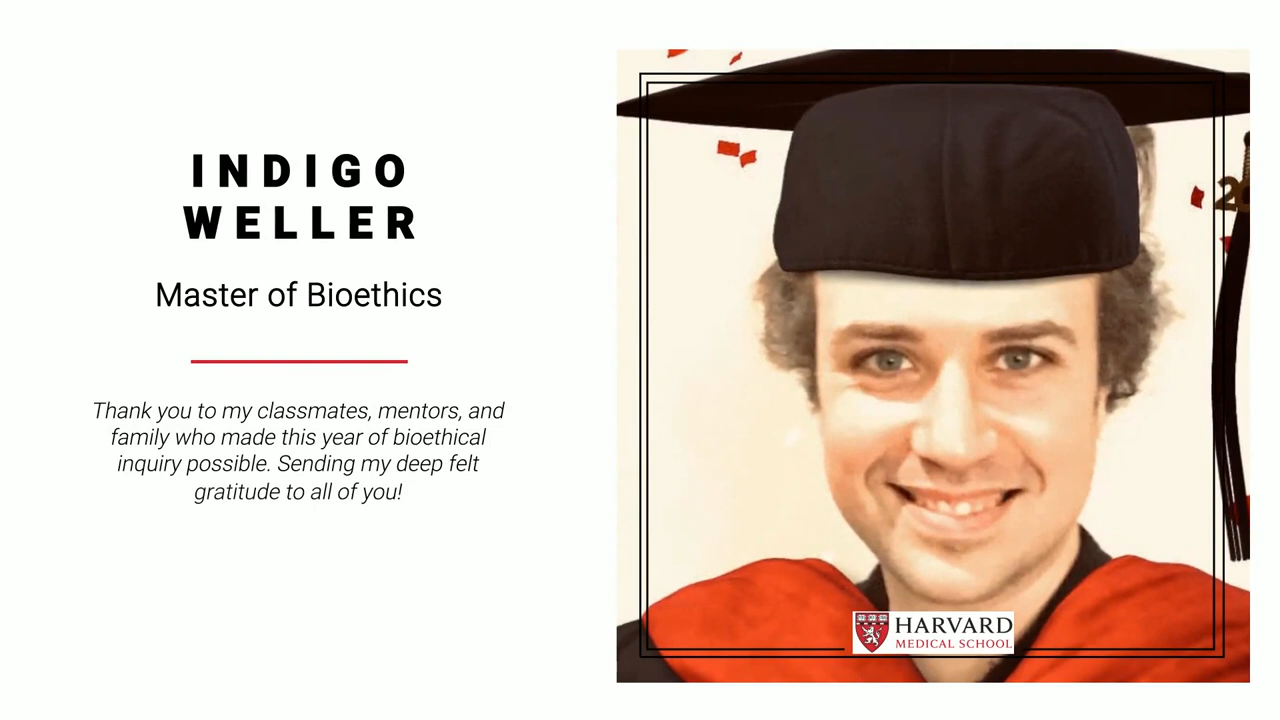 INDIGO
WELLER
Master of Bioethics
Thank you to my classmates, mentors, and
family who made this year of bioethical
inquiry possible. Sending my deep felt
gratitude to all of you!
20
HARVARD
MEDICAL SCHOOL